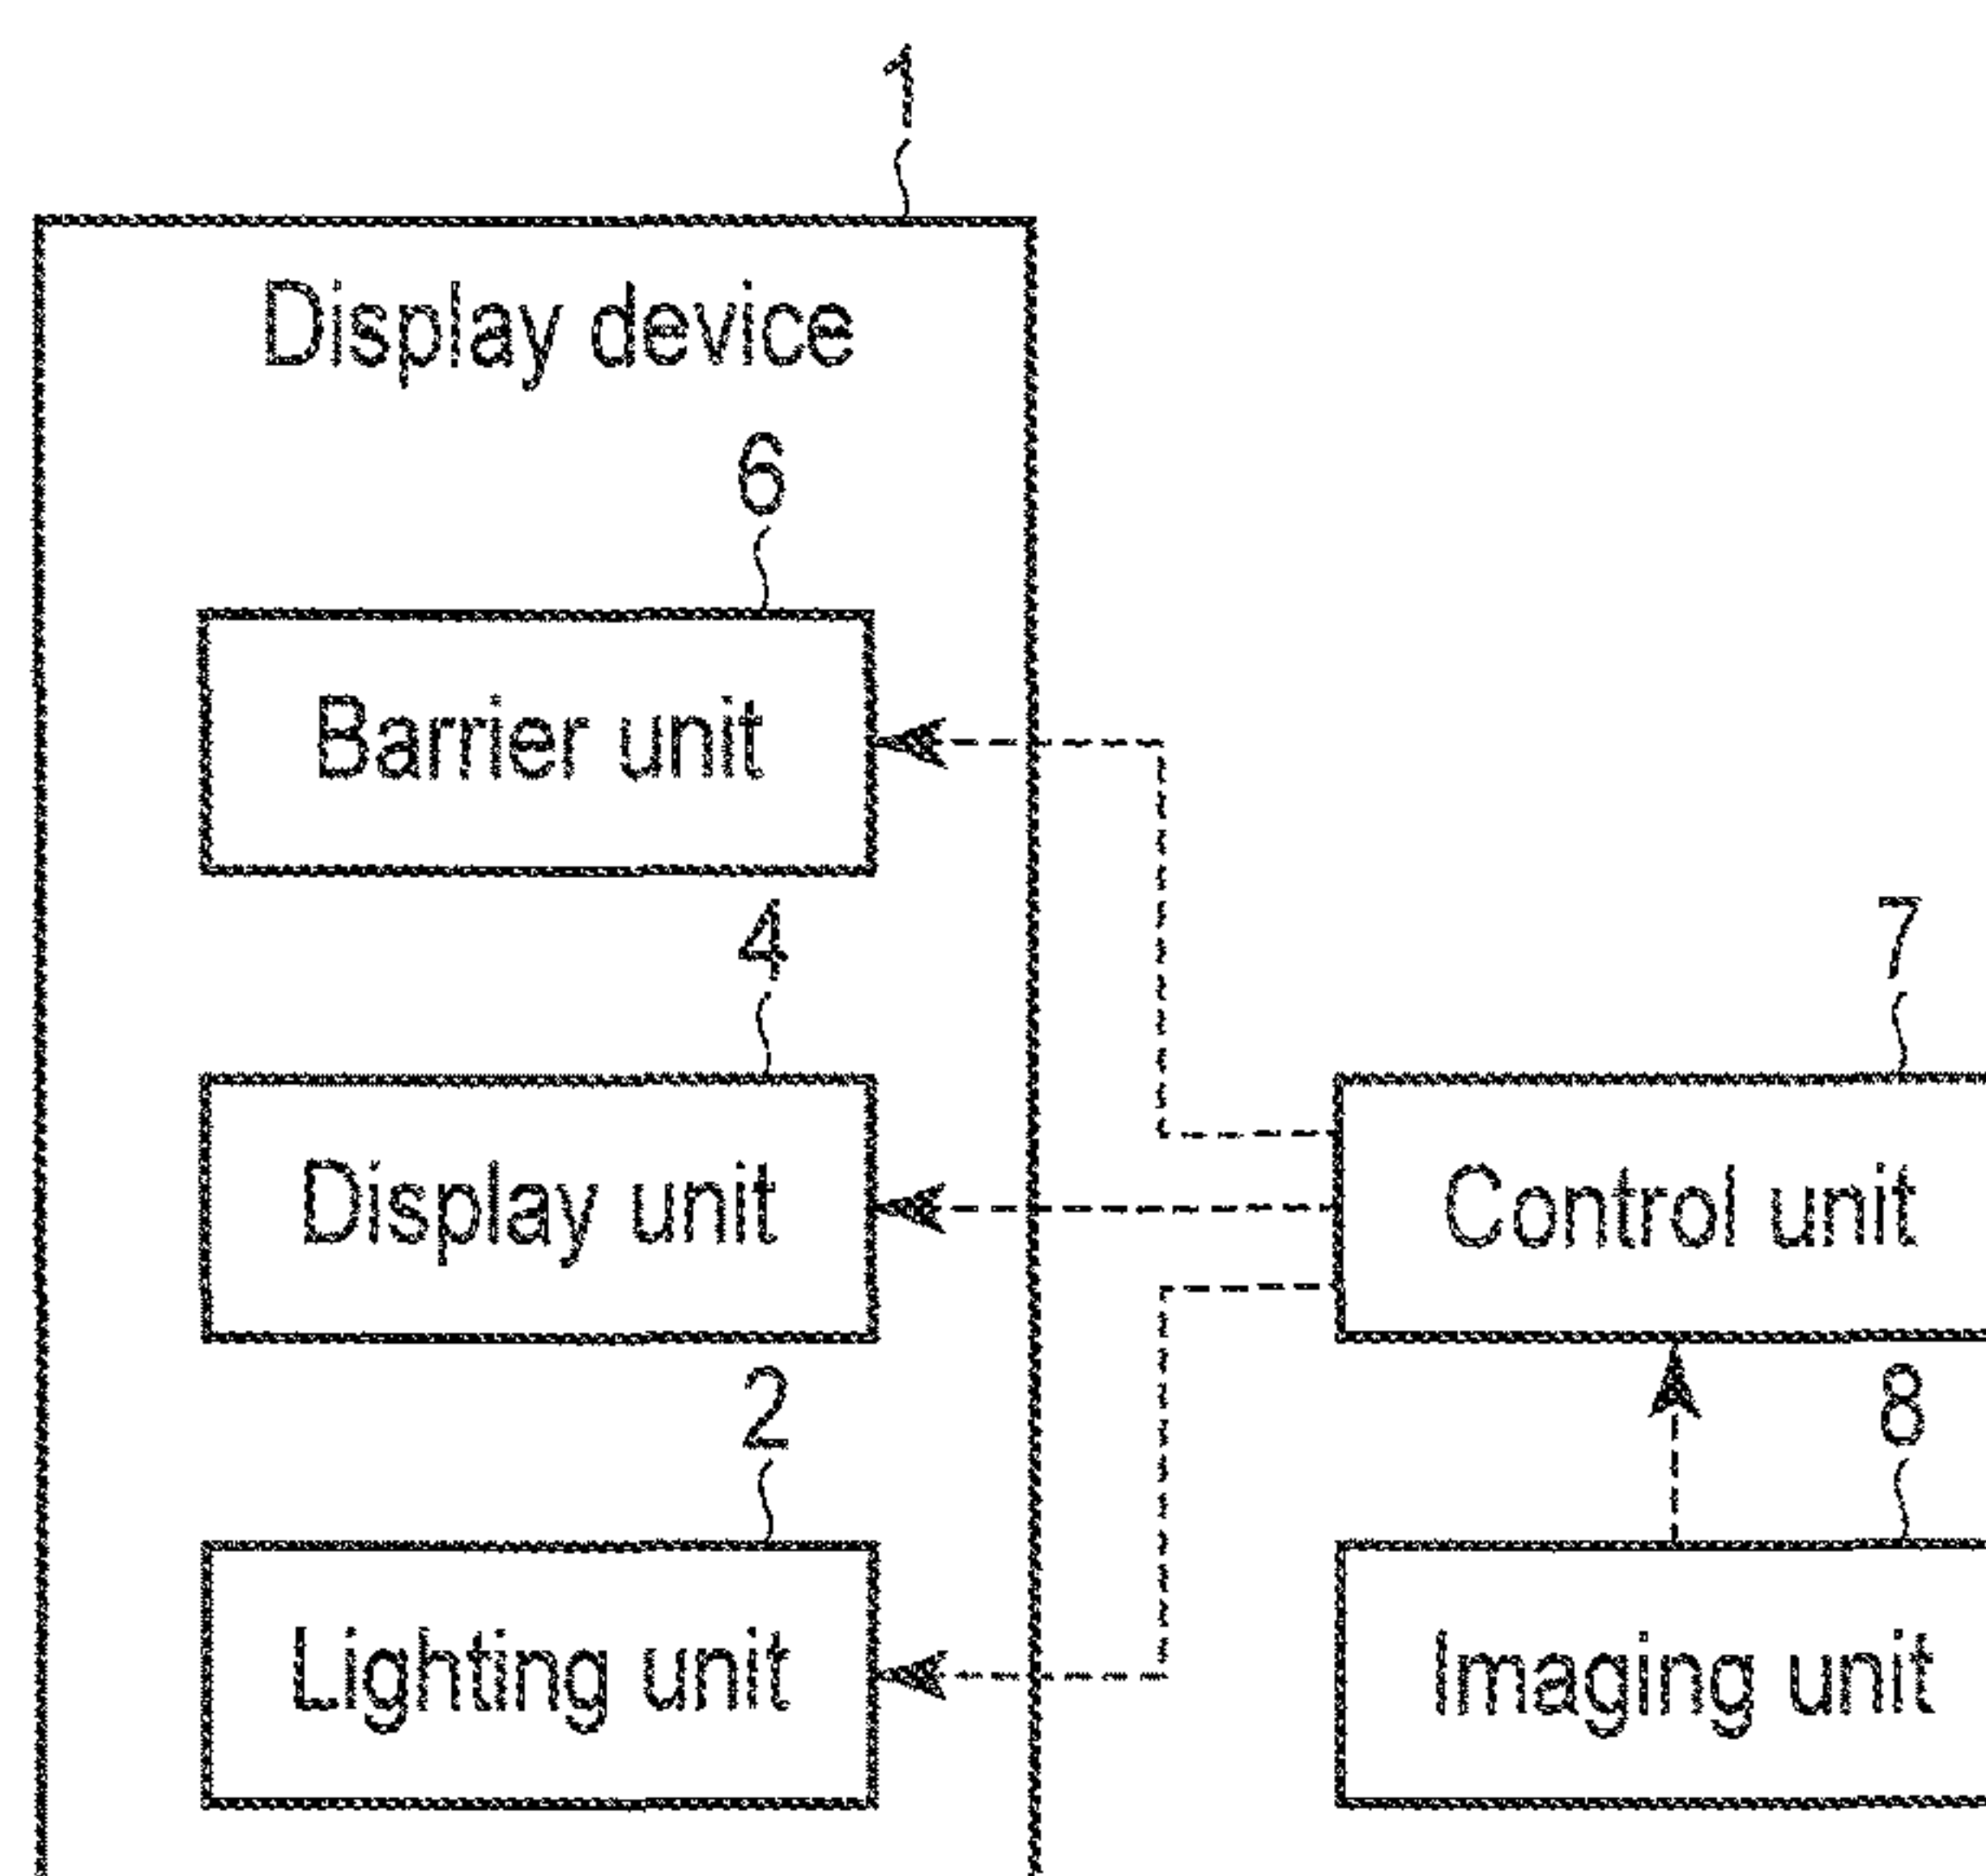 1
Display device
6
Barrier unit
4
7
Display unit
Control unit
2
8
Lighting unit
Imaging unit